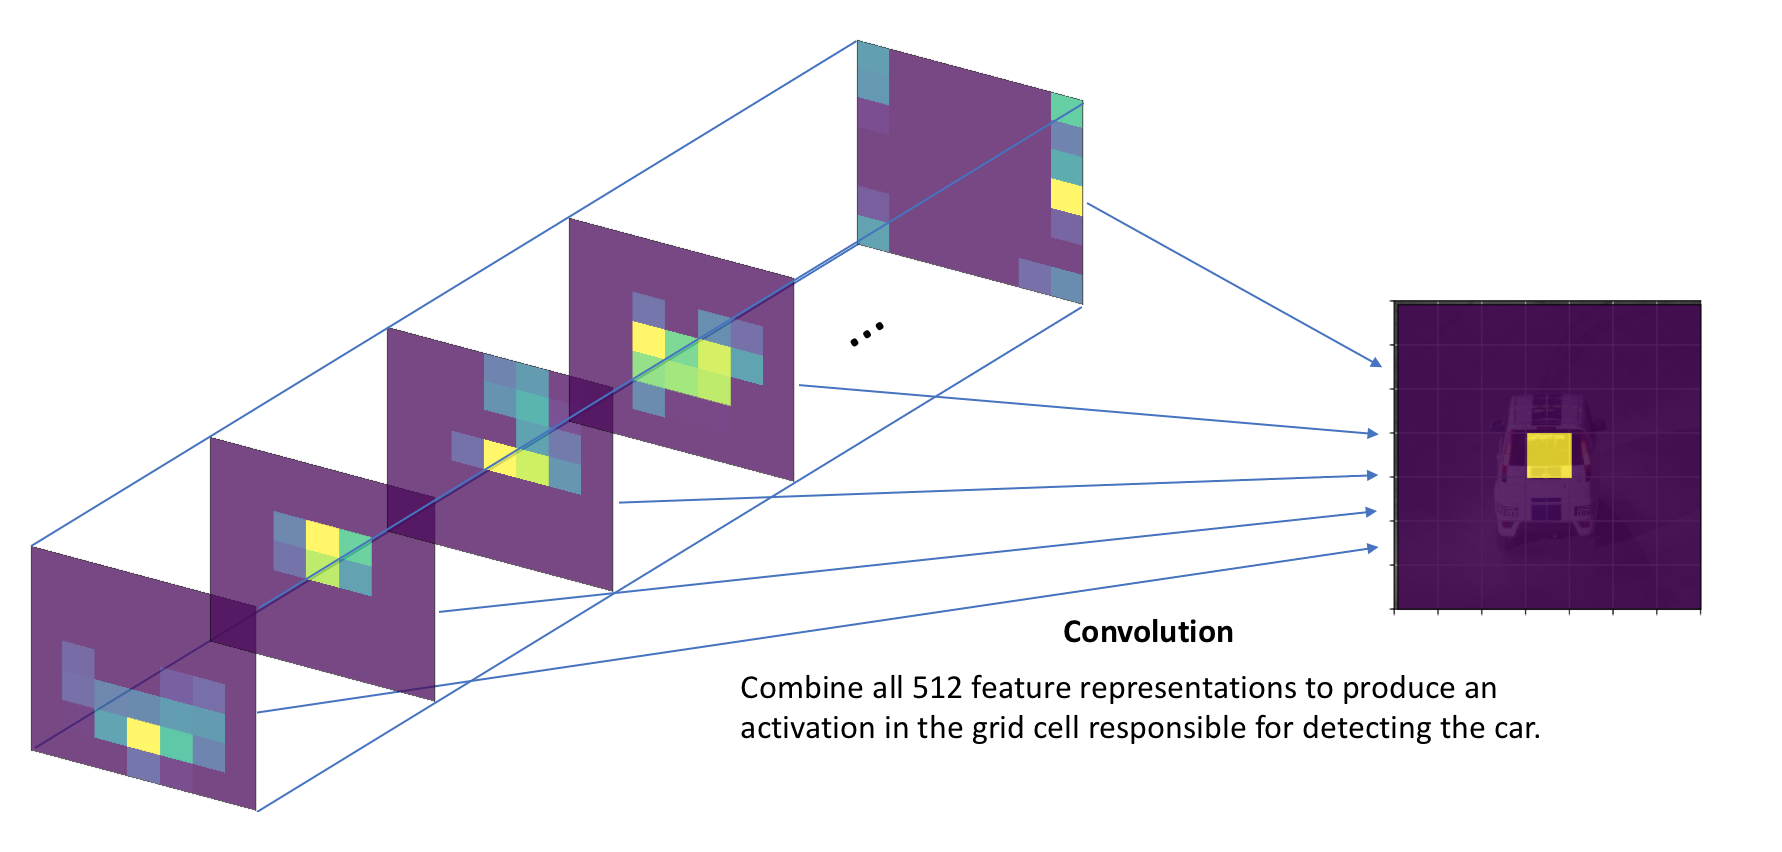 Convolution
Combine all 512 feature representations to produce an
activation in the grid cell responsible for detecting the car.